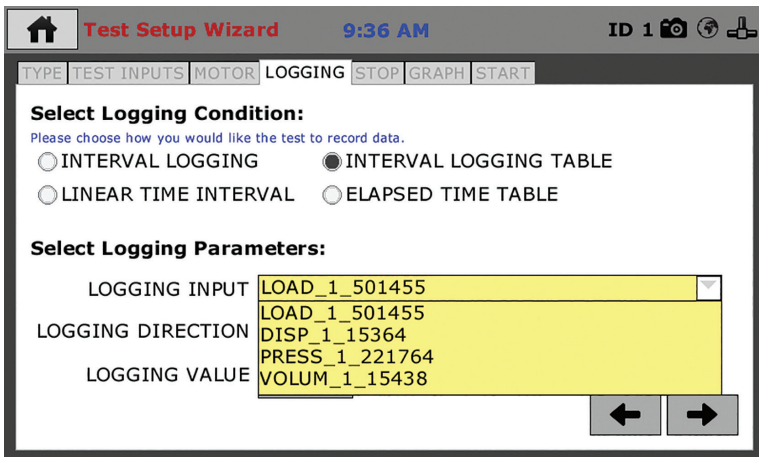 Test Setup Wizard 9:36 AM ID 1
TYPE TEST INPUTS MOTOR LOGGING STOP GRAPH START
Select Logging Condition:
Please choose how you would like the test to record data.
INTERVAL LOGGING INTERVAL LOGGING TABLE
LINEAR TIME INTERVAL ELAPSED TIME TABLE
Select Logging Parameters:
LOGGING INPUT LOAD_1_501455
LOAD_1_501455
LOGGING DIRECTION DISP_1_15364
PRESS_1_221764
LOGGING VALUE VOLUM_1_15438